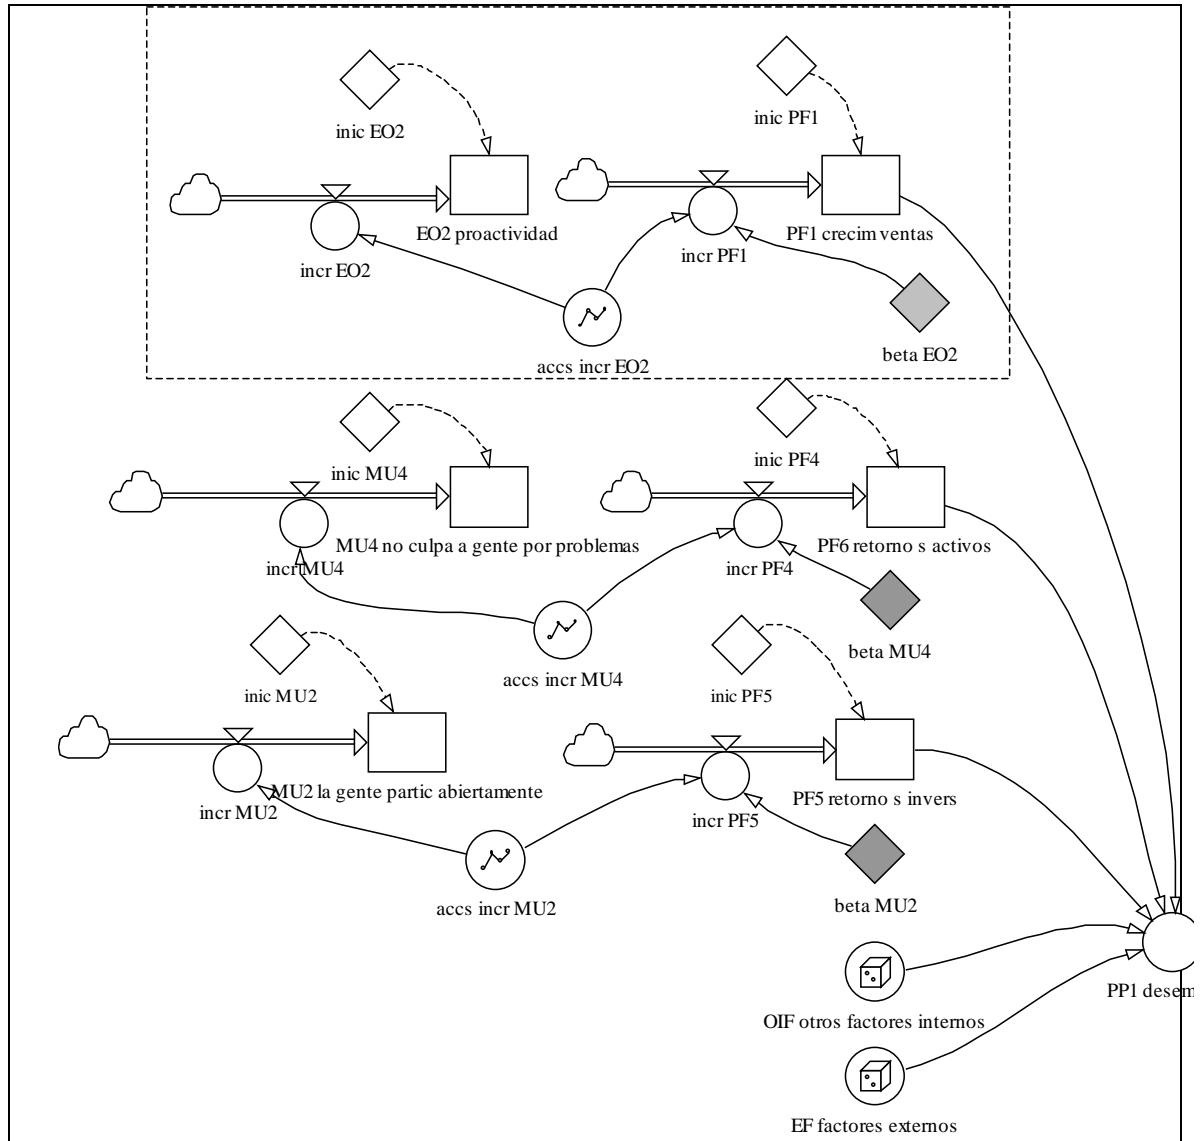 inic EO2
inic PF1
EO2 proactividad
PF1 crecim ventas
incr EO2
incr PF1
accs incr EO2
beta EO2
inic MU4
inic PF4
MU4 no culpa a gente por problemas
PF6 retorno s activos
incr MU4
incr PF4
accs incr MU4
beta MU4
inic MU2
inic PF5
MU2 la gente partic abiertamente
PF5 retorno s invers
incr MU2
incr PF5
accs incr MU2
beta MU2
PP1 desem
OIF otros factores internos
EF factores externos